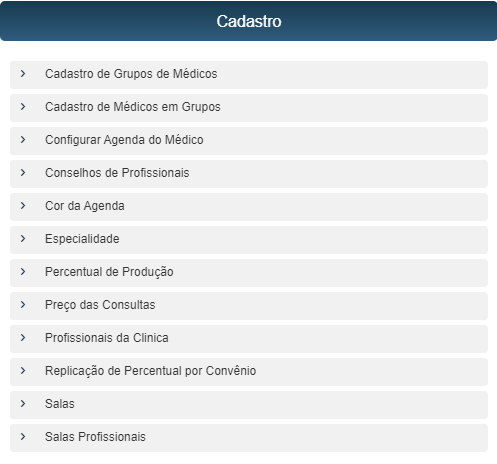 Cadastro
Cadastro de Grupos de Médicos
Cadastro de Médicos em Grupos
Configurar Agenda do Médico
Conselhos de Profissionais
Cor da Agenda
Especialidade
Percentual de Produção
Preço das Consultas
Profissionais da Clinica
Replicação de Percentual por Convênio
Salas
Salas Profissionais